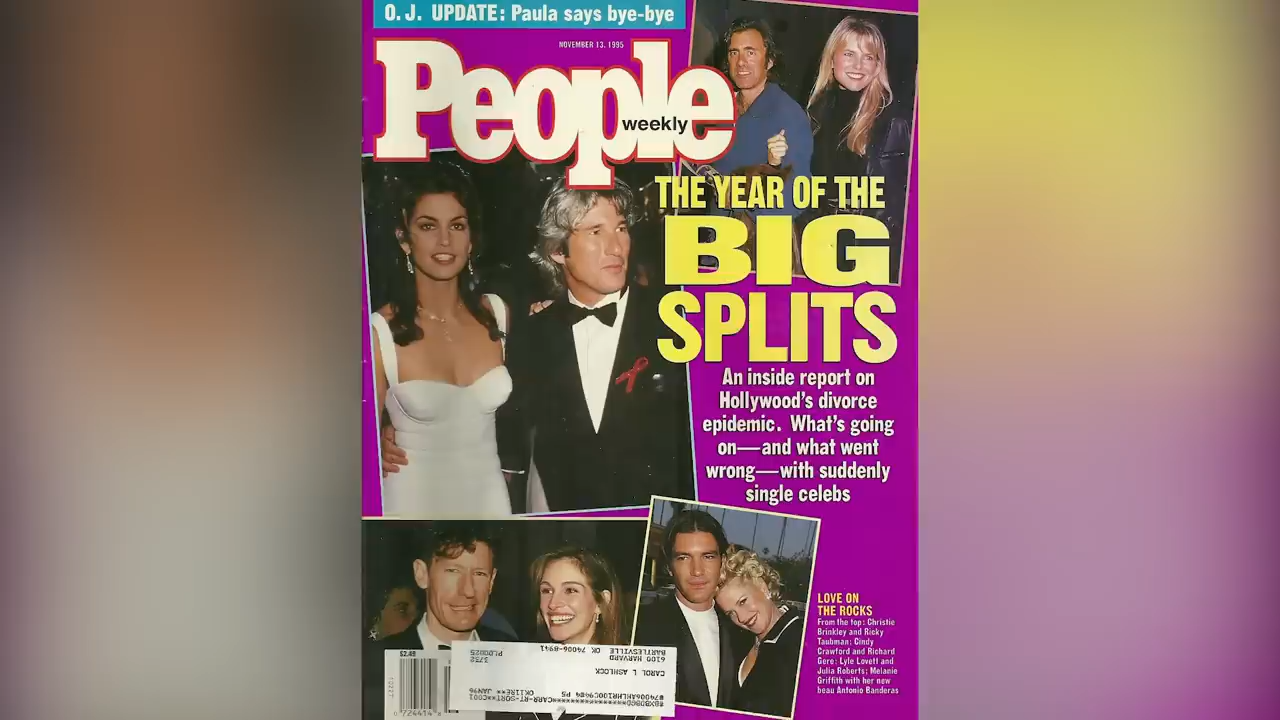 O. J. UPDATE: Paula says bye-bye
NOVEMBER 13, 1995
People
weekly
THE YEAR OF THE
BIG
SPLITS
An inside report on
Hollywood's divorce
epidemic. What's going
on—and what went
wrong—with suddenly
single celebs
LOVE ON
THE ROCKS
From the top: Christie
Brinkley and Ricky
Taubman; Cindy
Crawford and Richard
Gere; Lyle Lovett and
Julia Roberts; Melanie
Griffith with her new
beau Antonio Banderas
$2.49
CAROL L ASHLOCK
6100 HARVARD
BARTLESVILLE OK 74006-8941